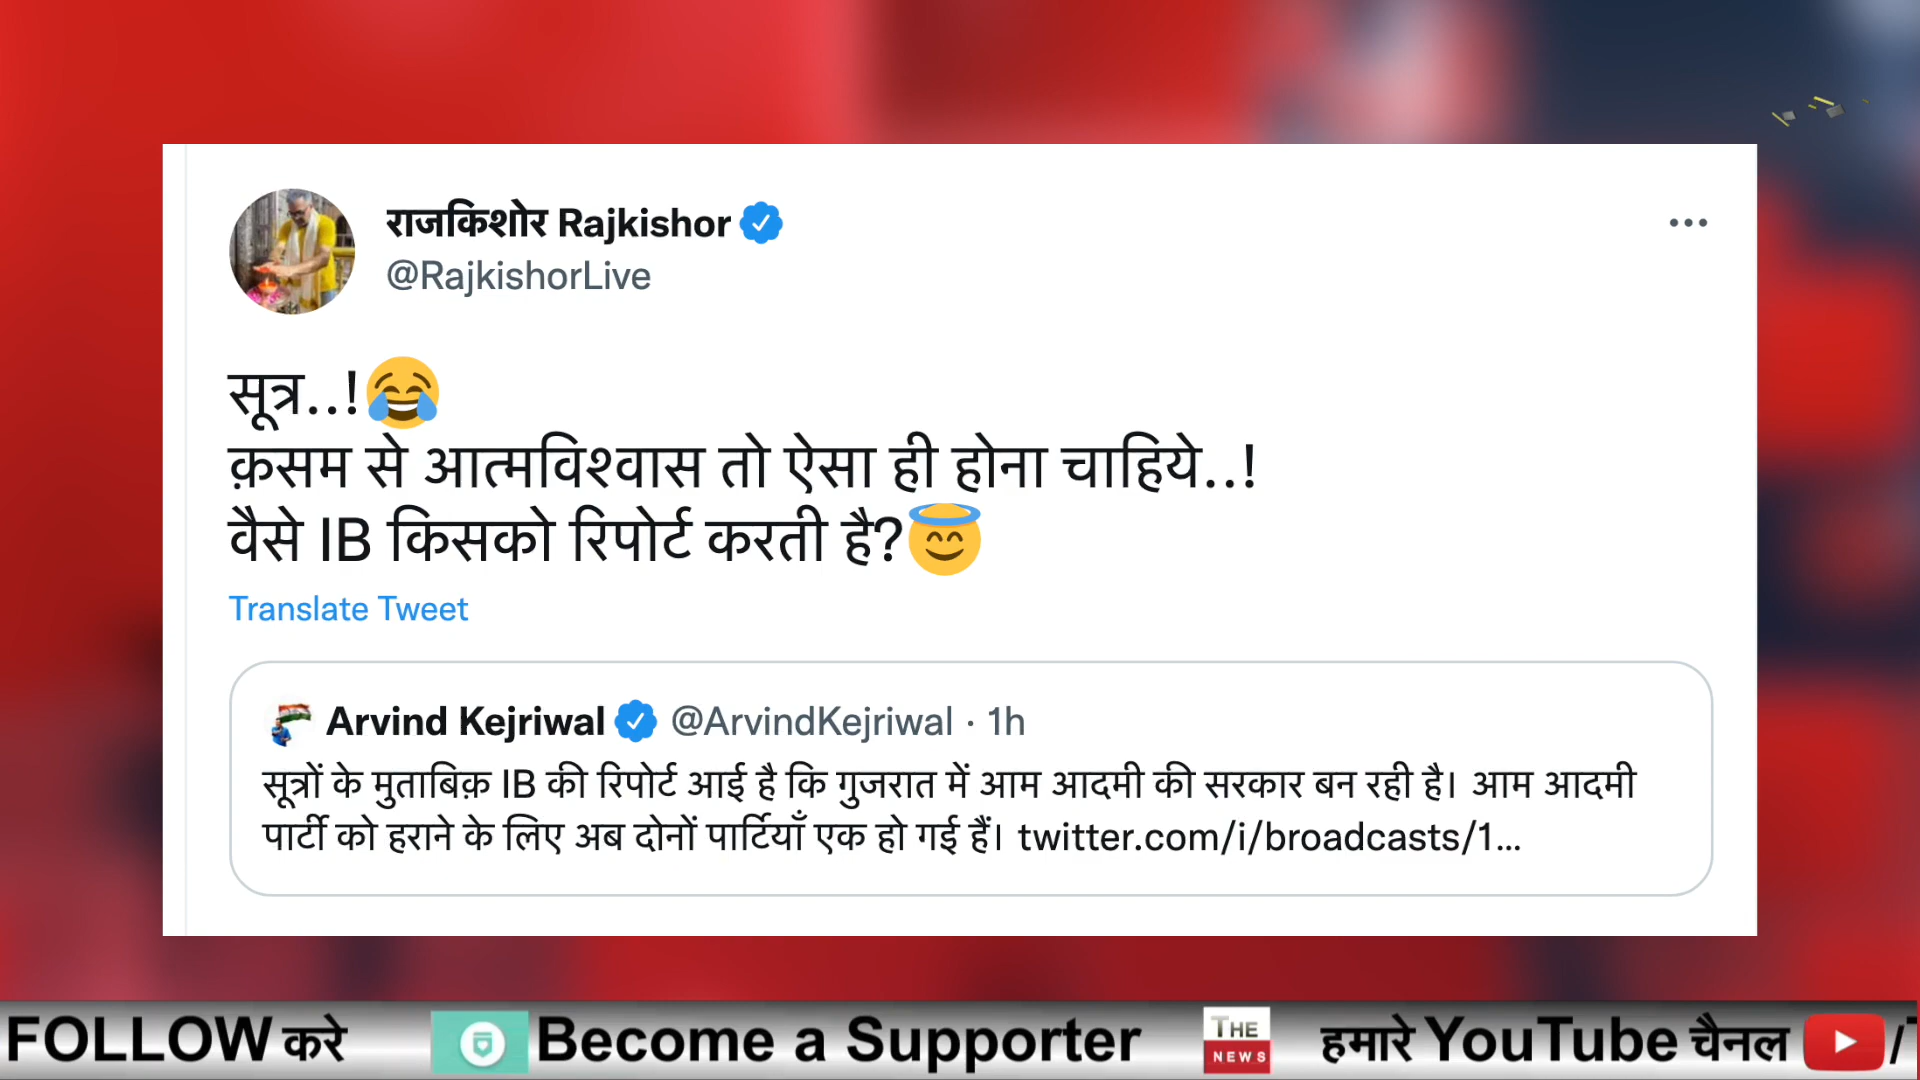 राजकिशोर Rajkishor
@RajkishorLive
सूत्र..!😂
क़सम से आत्मविश्वास तो ऐसा ही होना चाहिये..!
वैसे IB किसको रिपोर्ट करती है?😇
Translate Tweet
Arvind Kejriwal @ArvindKejriwal · 1h
सूत्रों के मुताबिक़ IB की रिपोर्ट आई है कि गुजरात में आम आदमी की सरकार बन रही है। आम आदमी
पार्टी को हराने के लिए अब दोनों पार्टियाँ एक हो गई हैं। twitter.com/i/broadcasts/1…
FOLLOW करे Become a Supporter THE NEWS हमारे YouTube चैनल /